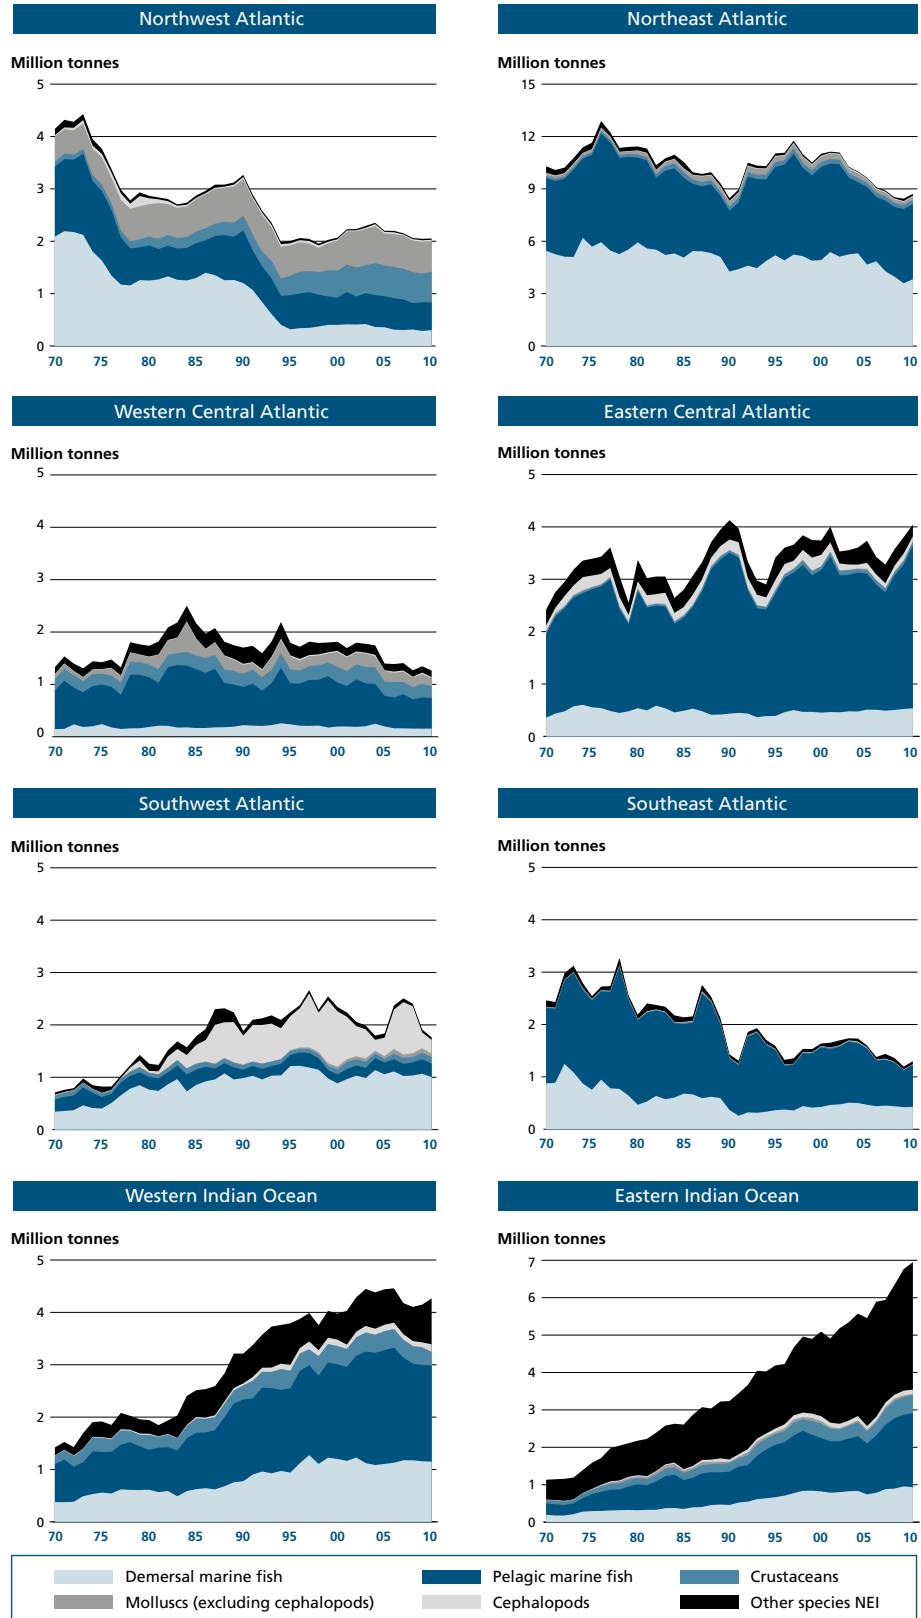 Northwest Atlantic
Northeast Atlantic
Million tonnes
Million tonnes
5
4
3
2
1
0
70 75 80 85 90 95 00 05 10
15
12
9
6
3
0
70 75 80 85 90 95 00 05 10
Western Central Atlantic
Eastern Central Atlantic
Million tonnes
Million tonnes
5
4
3
2
1
0
70 75 80 85 90 95 00 05 10
5
4
3
2
1
0
70 75 80 85 90 95 00 05 10
Southwest Atlantic
Southeast Atlantic
Million tonnes
Million tonnes
5
4
3
2
1
0
70 75 80 85 90 95 00 05 10
5
4
3
2
1
0
70 75 80 85 90 95 00 05 10
Western Indian Ocean
Eastern Indian Ocean
Million tonnes
Million tonnes
5
4
3
2
1
0
70 75 80 85 90 95 00 05 10
7
6
5
4
3
2
1
0
70 75 80 85 90 95 00 05 10
Demersal marine fish Pelagic marine fish Crustaceans
Molluscs (excluding cephalopods) Cephalopods Other species NEI